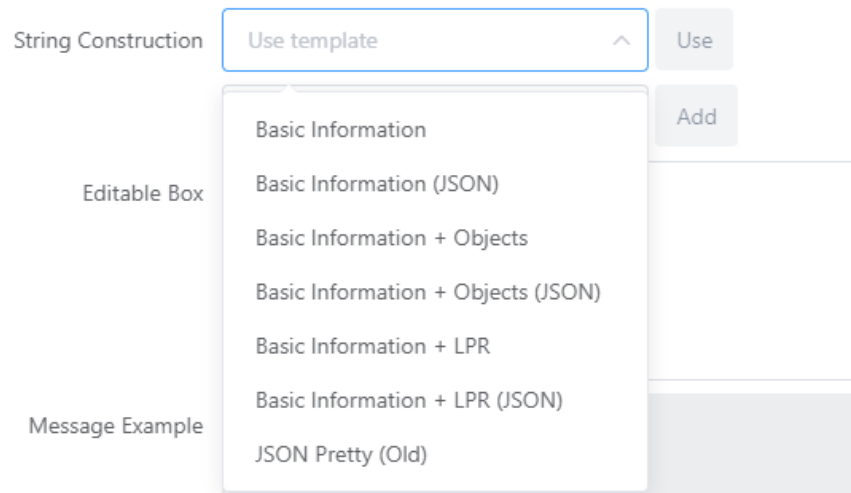 String Construction Use template Use
Add
Basic Information
Basic Information (JSON)
Editable Box
Basic Information + Objects
Basic Information + Objects (JSON)
Basic Information + LPR
Basic Information + LPR (JSON)
Message Example
JSON Pretty (Old)